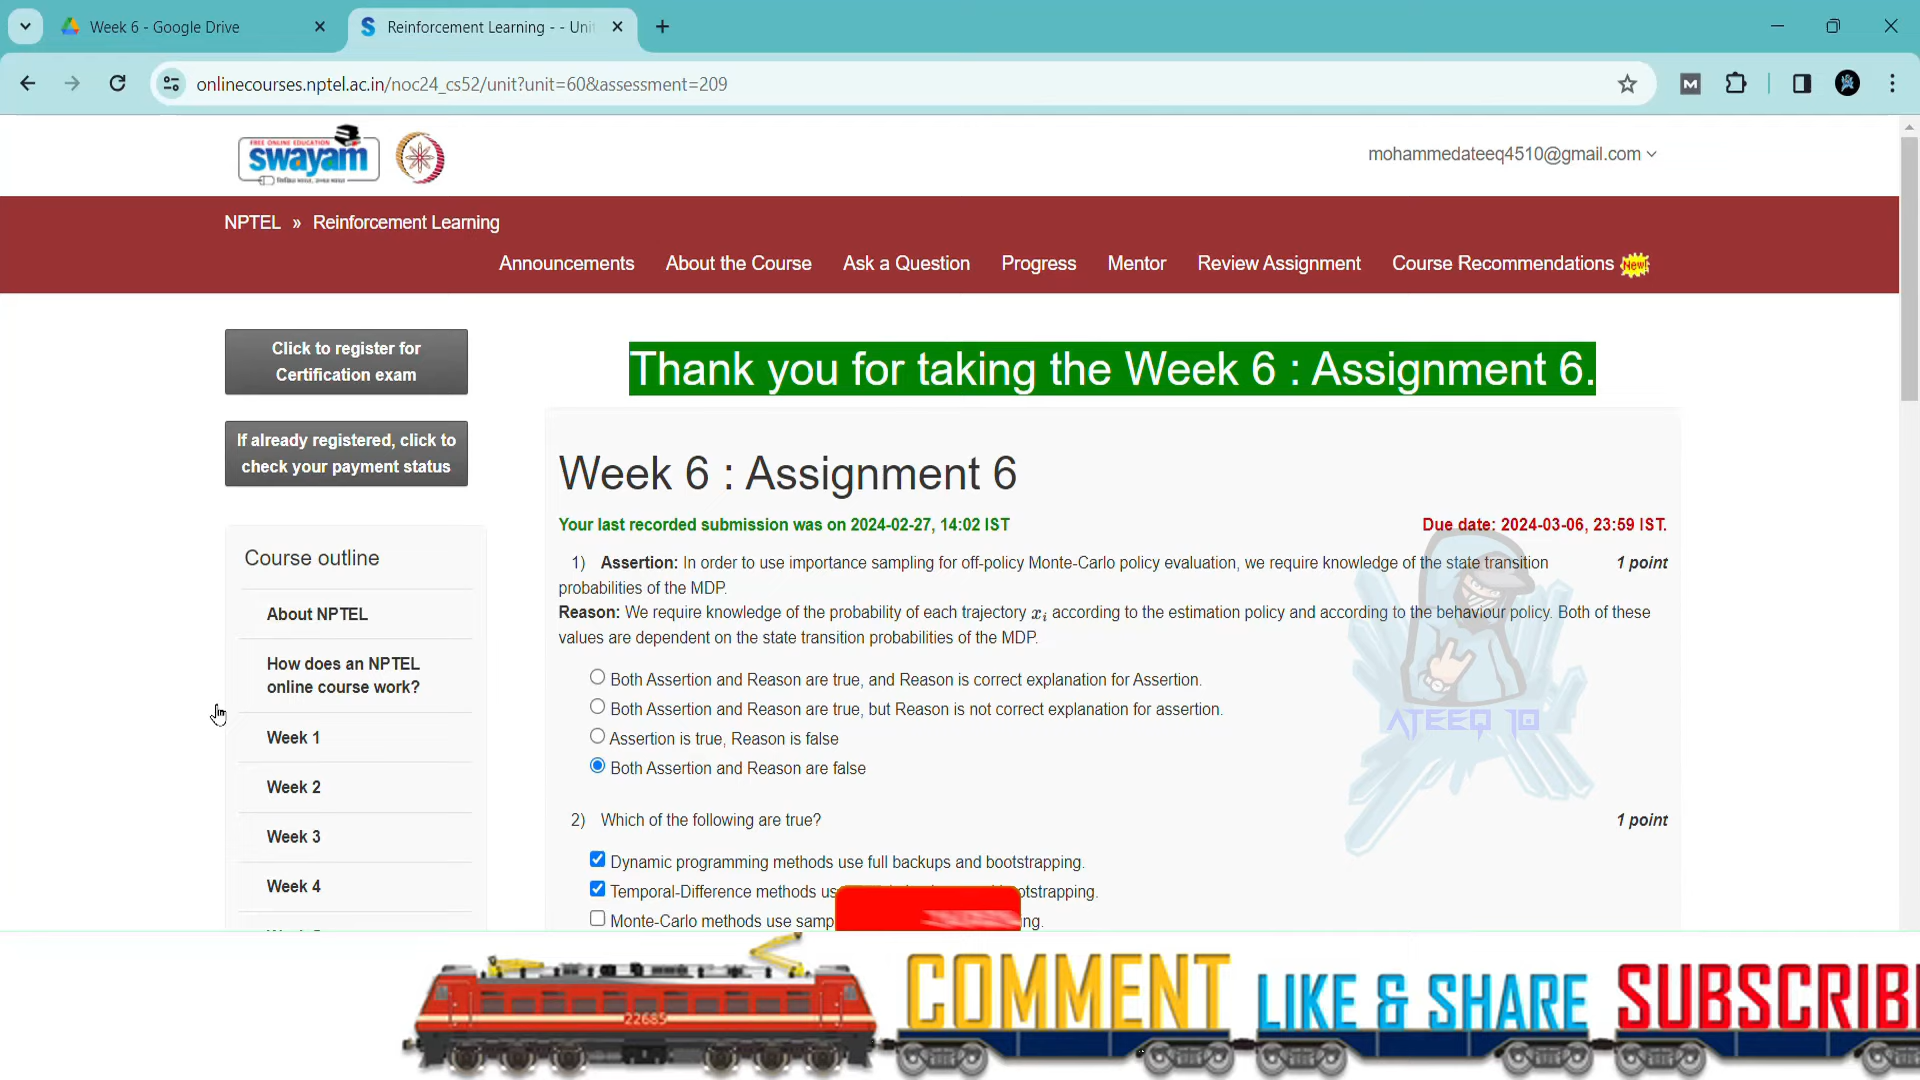 Week 6 - Google Drive
Reinforcement Learning - - Uni
onlinecourses.nptel.ac.in/noc24_cs52/unit?unit=60&assessment=209
FREE ONLINE EDUCATION
swayam
mohammedateeq4510@gmail.com
NPTEL » Reinforcement Learning
Announcements About the Course Ask a Question Progress Mentor Review Assignment Course Recommendations New!
Click to register for
Certification exam
If already registered, click to
check your payment status
Course outline
About NPTEL
How does an NPTEL
online course work?
Week 1
Week 2
Week 3
Week 4
Thank you for taking the Week 6 : Assignment 6.
Week 6 : Assignment 6
Your last recorded submission was on 2024-02-27, 14:02 IST Due date: 2024-03-06, 23:59 IST.
1) Assertion: In order to use importance sampling for off-policy Monte-Carlo policy evaluation, we require knowledge of the state transition 1 point
probabilities of the MDP.
Reason: We require knowledge of the probability of each trajectory xi according to the estimation policy and according to the behaviour policy. Both of these
values are dependent on the state transition probabilities of the MDP.
Both Assertion and Reason are true, and Reason is correct explanation for Assertion.
Both Assertion and Reason are true, but Reason is not correct explanation for assertion.
Assertion is true, Reason is false
Both Assertion and Reason are false
2) Which of the following are true? 1 point
Dynamic programming methods use full backups and bootstrapping.
Temporal-Difference methods us otstrapping.
Monte-Carlo methods use samp ng.
ATEEQ 10
22685
COMMENT
LIKE & SHARE
SUBSCRIB